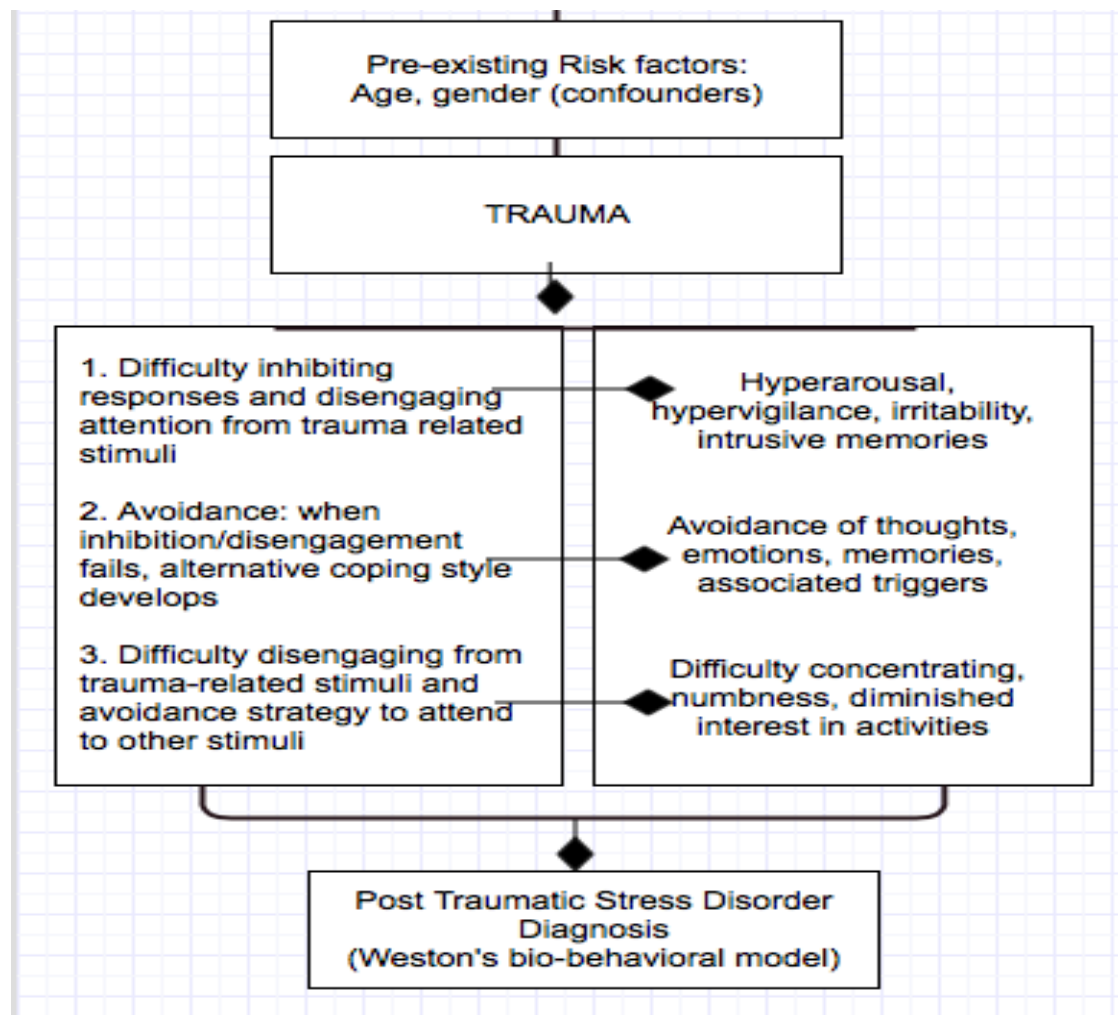 Pre-existing Risk factors:
Age, gender (confounders)
TRAUMA
1. Difficulty inhibiting
responses and disengaging
attention from trauma related
stimuli
Hyperarousal,
hypervigilance, irritability,
intrusive memories
2. Avoidance: when
inhibition/disengagement
fails, alternative coping style
develops
Avoidance of thoughts,
emotions, memories,
associated triggers
3. Difficulty disengaging from
trauma-related stimuli and
avoidance strategy to attend
to other stimuli
Difficulty concentrating,
numbness, diminished
interest in activities
Post Traumatic Stress Disorder
Diagnosis
(Weston's bio-behavioral model)